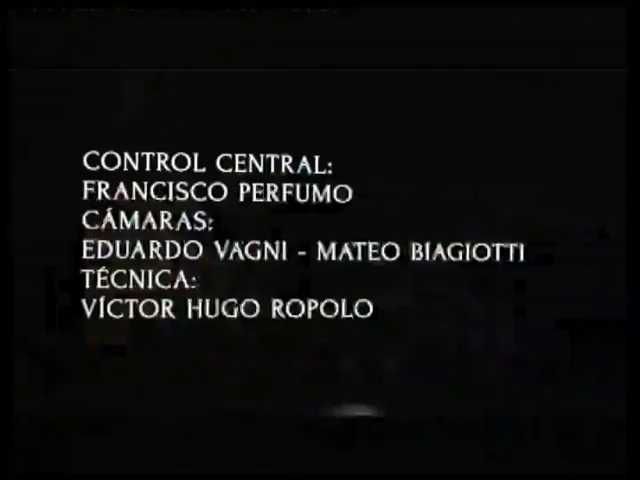 CONTROL CENTRAL:
FRANCISCO PERFUMO
CÁMARAS:
EDUARDO VAGNI - MATEO BIAGIOTTI
TÉCNICA:
VÍCTOR HUGO ROPOLO